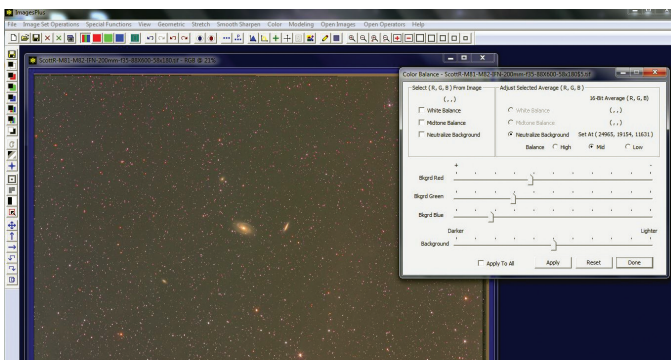 ImagesPlus
File Image Set Operations Special Functions View Geometric Stretch Smooth Sharpen Color Masking Modeling Open Images Open Operators Help
ScottR-M81-M82-IFN-200mm-f35-88X600-58x180.tif - RGB @ 21%
Color Balance - ScottR-M81-M82-IFN-200mm-f35-88X600-58x180$5.tif
Select (R, G, B) From Image
(,,)
White Balance
Midtone Balance
Neutralize Background
Adjust Selected Average (R, G, B)
16-Bit Average (R, G, B)
White Balance (,,)
Midtone Balance (,,)
Neutralize Background Set At (24965, 19154, 11631)
Balance High Mid Low
+ -
Bkgrd Red
Bkgrd Green
Bkgrd Blue
Darker Lighter
Background
Apply To All Apply Reset Done